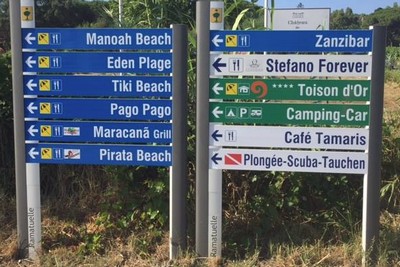 Manoah Beach
Eden Plage
Tiki Beach
Pago Pago
Maracanã Grill
Pirata Beach
Ramatuelle
Zanzibar
Stefano Forever
**** Toison d'Or
P Camping-Car
Café Tamaris
Plongée-Scuba-Tauchen
Ramatuelle